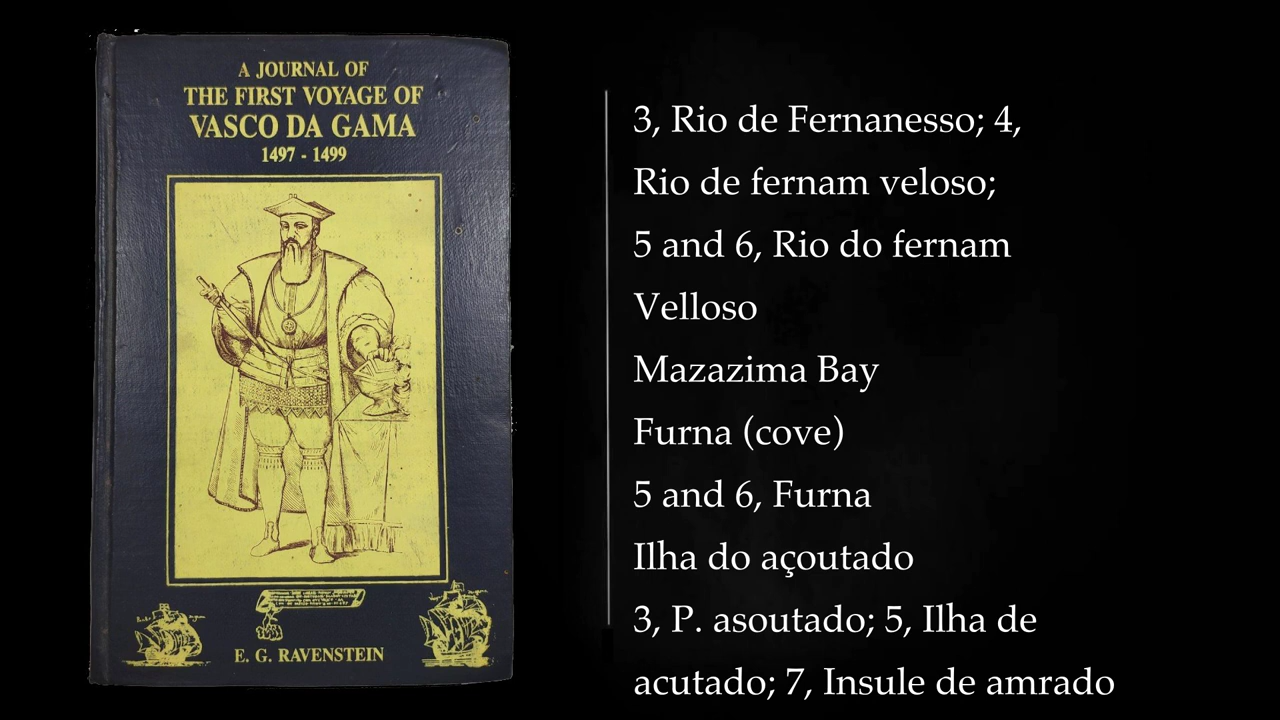 A JOURNAL OF
THE FIRST VOYAGE OF
VASCO DA GAMA
1497 - 1499
E. G. RAVENSTEIN
3, Rio de Fernanesso; 4,
Rio de fernam veloso;
5 and 6, Rio do fernam
Velloso
Mazazima Bay
Furna (cove)
5 and 6, Furna
Ilha do açoutado
3, P. asoutado; 5, Ilha de
acutado; 7, Insule de amrado